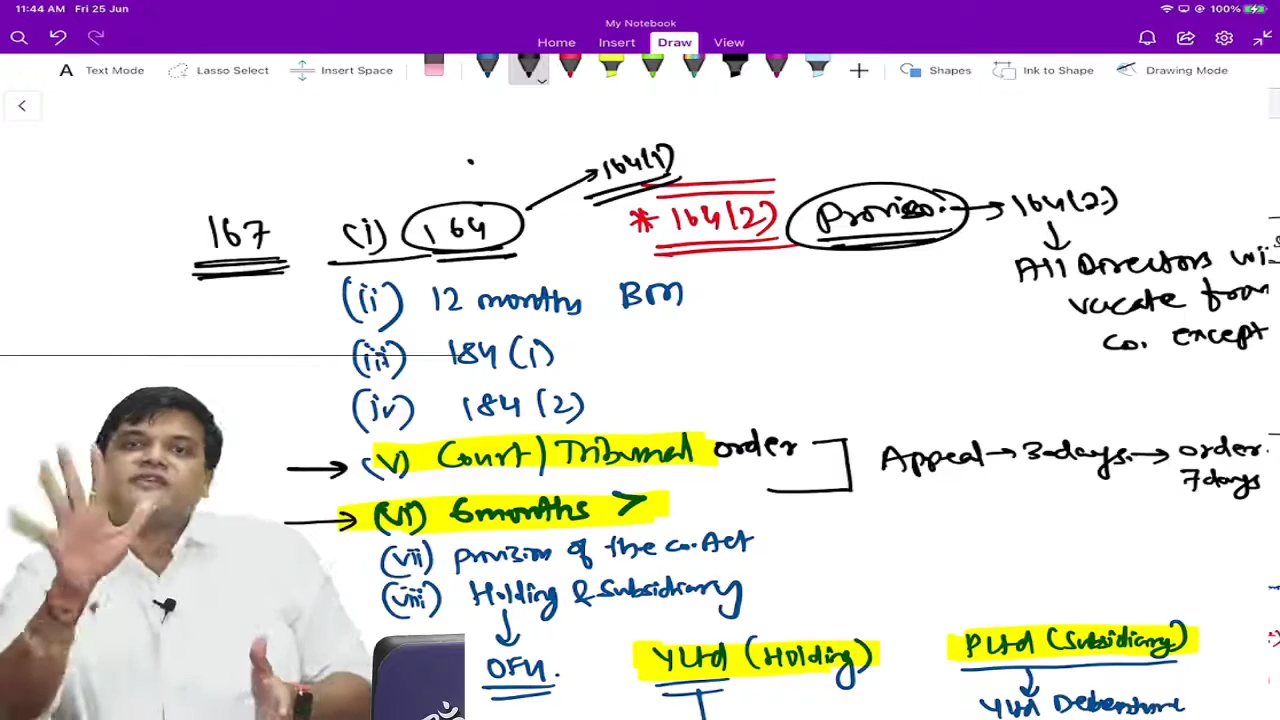 11:44 AM Fri 25 Jun
100%
My Notebook
Home Insert Draw View
Text Mode Lasso Select Insert Space Shapes Ink to Shape Drawing Mode
164(1)
167 (i) 164 * 164(2) Proviso: 164(2)
All Directors wi
vacate from
co. except
(ii) 12 months BM
(iii) 184 (1)
(iv) 184 (2)
(v) Court / Tribunal order Appeal → 3-days. → order.
7 days
(vi) 6 months >
(vii) provision of the co. Act
(viii) Holding & Subsidiary
OFU. Y Ltd (Holding) P Ltd (Subsidiary)
Y Ltd Debenture